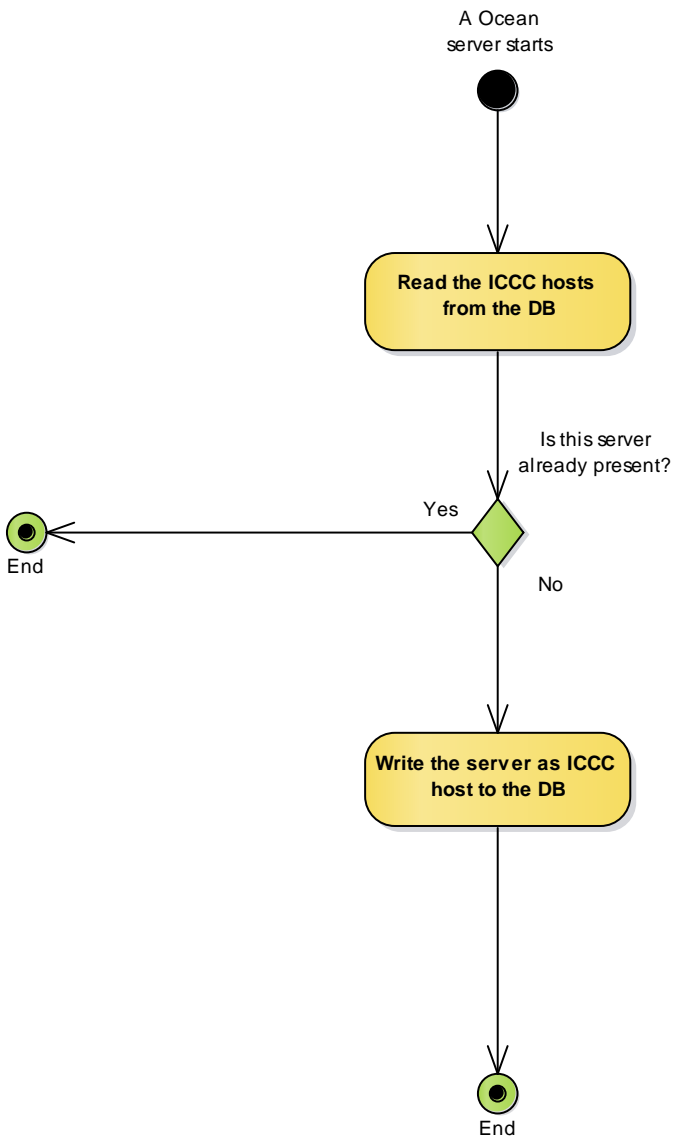 A Ocean
server starts
Read the ICCC hosts
from the DB
Is this server
already present?
Yes
End
No
Write the server as ICCC
host to the DB
End